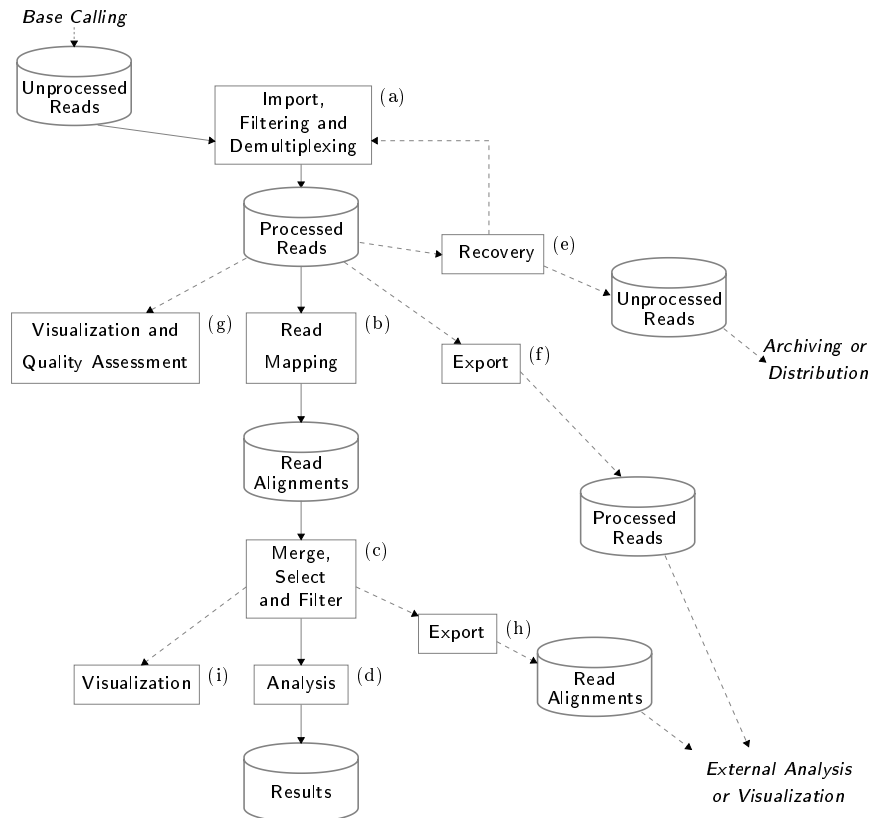 Base Calling
Unprocessed
Reads
Import,
Filtering and
Demultiplexing
(a)
Processed
Reads
Recovery
(e)
Unprocessed
Reads
Archiving or
Distribution
Visualization and
Quality Assessment
(g)
Read
Mapping
(b)
Export
(f)
Read
Alignments
Processed
Reads
Merge,
Select
and Filter
(c)
Export
(h)
Read
Alignments
Visualization
(i)
Analysis
(d)
External Analysis
or Visualization
Results